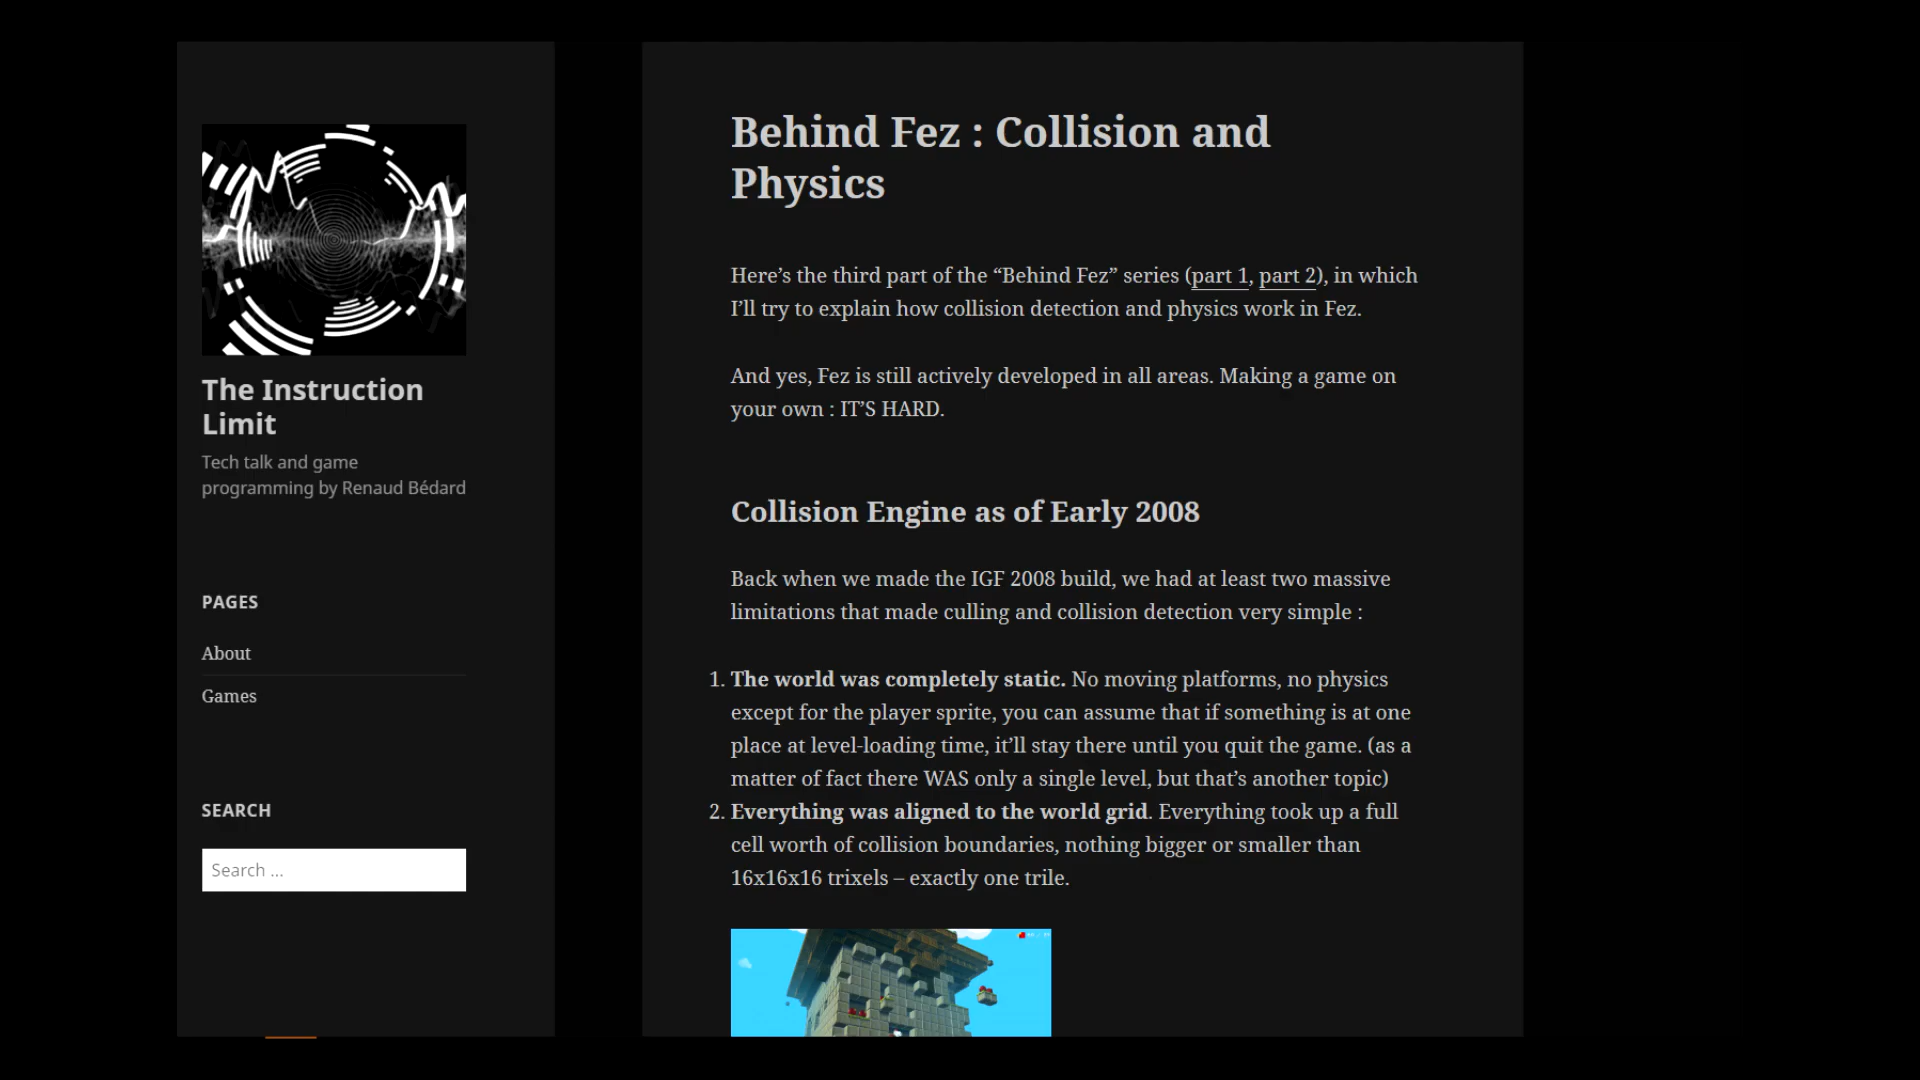 The Instruction
Limit
Tech talk and game
programming by Renaud Bédard
PAGES
About
Games
SEARCH
Search ...
Behind Fez : Collision and
Physics
Here’s the third part of the “Behind Fez” series (part 1, part 2), in which
I’ll try to explain how collision detection and physics work in Fez.
And yes, Fez is still actively developed in all areas. Making a game on
your own : IT’S HARD.
Collision Engine as of Early 2008
Back when we made the IGF 2008 build, we had at least two massive
limitations that made culling and collision detection very simple :
1. The world was completely static. No moving platforms, no physics
except for the player sprite, you can assume that if something is at one
place at level-loading time, it’ll stay there until you quit the game. (as a
matter of fact there WAS only a single level, but that’s another topic)
2. Everything was aligned to the world grid. Everything took up a full
cell worth of collision boundaries, nothing bigger or smaller than
16x16x16 trixels – exactly one trile.